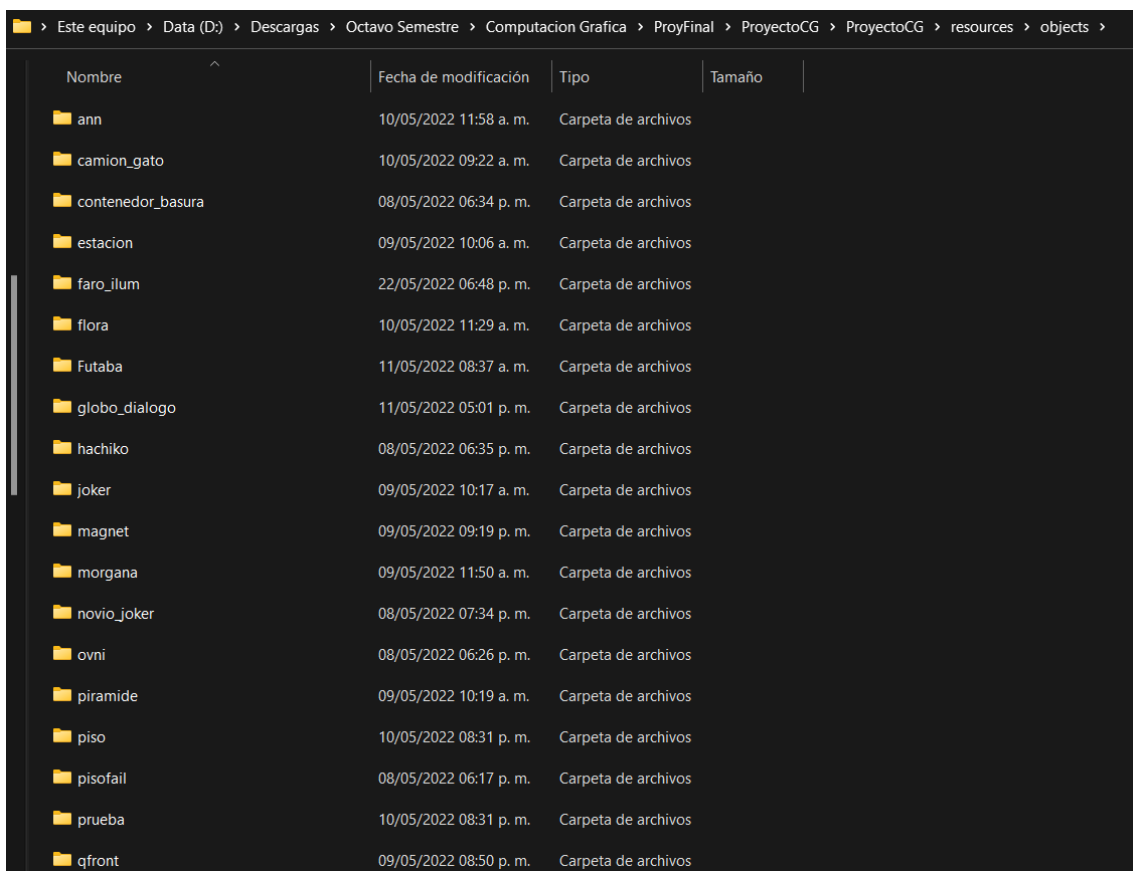 Este equipo > Data (D:) > Descargas > Octavo Semestre > Computacion Grafica > ProyFinal > ProyectoCG > ProyectoCG > resources > objects >
Nombre Fecha de modificación Tipo Tamaño
ann 10/05/2022 11:58 a. m. Carpeta de archivos
camion_gato 10/05/2022 09:22 a. m. Carpeta de archivos
contenedor_basura 08/05/2022 06:34 p. m. Carpeta de archivos
estacion 09/05/2022 10:06 a. m. Carpeta de archivos
faro_ilum 22/05/2022 06:48 p. m. Carpeta de archivos
flora 10/05/2022 11:29 a. m. Carpeta de archivos
Futaba 11/05/2022 08:37 a. m. Carpeta de archivos
globo_dialogo 11/05/2022 05:01 p. m. Carpeta de archivos
hachiko 08/05/2022 06:35 p. m. Carpeta de archivos
joker 09/05/2022 10:17 a. m. Carpeta de archivos
magnet 09/05/2022 09:19 p. m. Carpeta de archivos
morgana 09/05/2022 11:50 a. m. Carpeta de archivos
novio_joker 08/05/2022 07:34 p. m. Carpeta de archivos
ovni 08/05/2022 06:26 p. m. Carpeta de archivos
piramide 09/05/2022 10:19 a. m. Carpeta de archivos
piso 10/05/2022 08:31 p. m. Carpeta de archivos
pisofail 08/05/2022 06:17 p. m. Carpeta de archivos
prueba 10/05/2022 08:31 p. m. Carpeta de archivos
qfront 09/05/2022 08:50 p. m. Carpeta de archivos